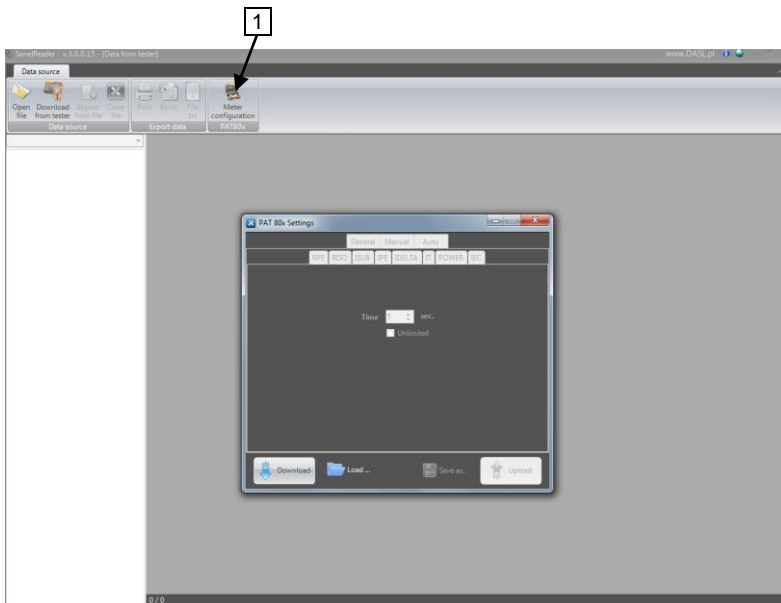 1
SonelReader v.3.0.0.15 - [Data from tester]
www.DASL.pl
Data source
Open file
Download from tester
Import from file
Close file
Print
Excel
File txt
Meter configuration
Data source
Export data
PAT80x
PAT 80x Settings
General Manual Auto
RPE RISO ISUB IPE IDELTA IT POWER IEC
Time 5 sec.
Unlimited
Download
Load ...
Save as..
Upload
0 / 0